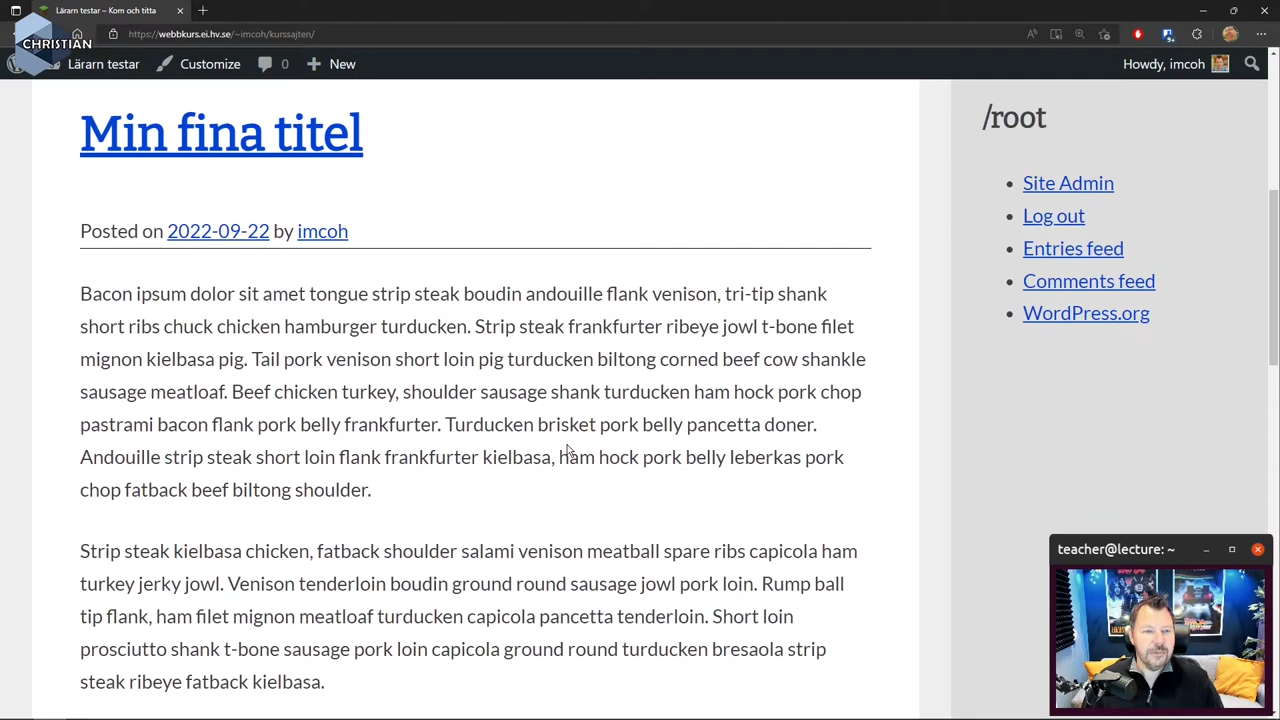 Lärarn testar – Kom och titta
https://webbkurs.ei.hv.se/~imcoh/kurssajten/
CHRISTIAN
Lärarn testar
Customize
0
New
Howdy, imcoh
Min fina titel
Posted on 2022-09-22 by imcoh
Bacon ipsum dolor sit amet tongue strip steak boudin andouille flank venison, tri-tip shank
short ribs chuck chicken hamburger turducken. Strip steak frankfurter ribeye jowl t-bone filet
mignon kielbasa pig. Tail pork venison short loin pig turducken biltong corned beef cow shankle
sausage meatloaf. Beef chicken turkey, shoulder sausage shank turducken ham hock pork chop
pastrami bacon flank pork belly frankfurter. Turducken brisket pork belly pancetta doner.
Andouille strip steak short loin flank frankfurter kielbasa, ham hock pork belly leberkas pork
chop fatback beef biltong shoulder.
Strip steak kielbasa chicken, fatback shoulder salami venison meatball spare ribs capicola ham
turkey jerky jowl. Venison tenderloin boudin ground round sausage jowl pork loin. Rump ball
tip flank, ham filet mignon meatloaf turducken capicola pancetta tenderloin. Short loin
prosciutto shank t-bone sausage pork loin capicola ground round turducken bresaola strip
steak ribeye fatback kielbasa.
/root
Site Admin
Log out
Entries feed
Comments feed
WordPress.org
teacher@lecture: ~